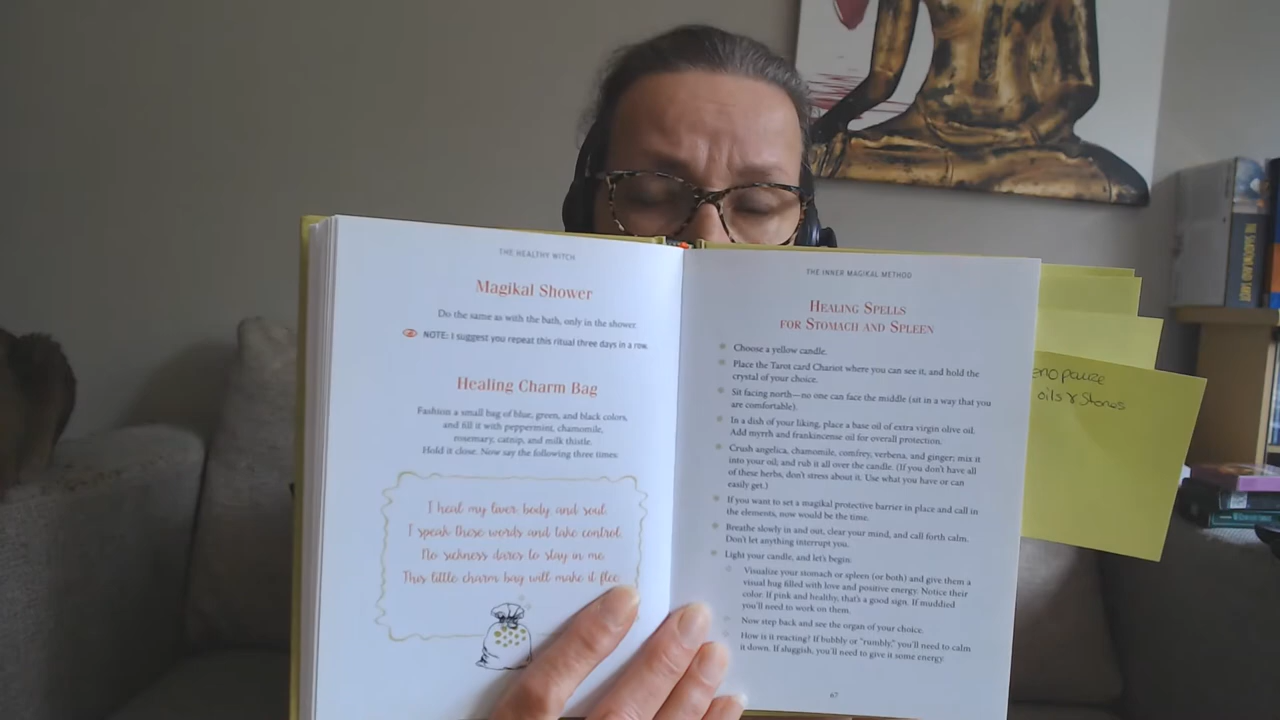 THE HEALTHY WITCH
Magikal Shower
Do the same as with the bath, only in the shower.
NOTE: I suggest you repeat this ritual three days in a row.
Healing Charm Bag
Fashion a small bag of blue, green, and black colors,
and fill it with peppermint, chamomile,
rosemary, catnip, and milk thistle.
Hold it close. Now say the following three times:
I heal my liver, body and soul.
I speak these words and take control.
No sickness dares to stay in me
This little charm bag will make it flee
THE INNER MAGIKAL METHOD
HEALING SPELLS
FOR STOMACH AND SPLEEN
Choose a yellow candle.
Place the Tarot card Chariot where you can see it, and hold the
crystal of your choice.
Sit facing north—no one can face the middle (sit in a way that you
are comfortable).
In a dish of your liking, place a base oil of extra virgin olive oil.
Add myrrh and frankincense oil for overall protection.
Crush angelica, chamomile, comfrey, verbena, and ginger; mix it
into your oil; and rub it all over the candle. (If you don't have all
of these herbs, don't stress about it. Use what you have or can
easily get.)
If you want to set a magikal protective barrier in place and call in
the elements, now would be the time.
Breathe slowly in and out, clear your mind, and call forth calm.
Don't let anything interrupt you.
Light your candle, and let's begin:
Visualize your stomach or spleen (or both) and give them a
visual hug filled with love and positive energy. Notice their
color. If pink and healthy, that's a good sign. If muddied
you'll need to work on them.
Now step back and see the organ of your choice.
How is it reacting? If bubbly or "rumbly," you'll need to calm
it down. If sluggish, you'll need to give it some energy.
67
enopauze
oils & Stones